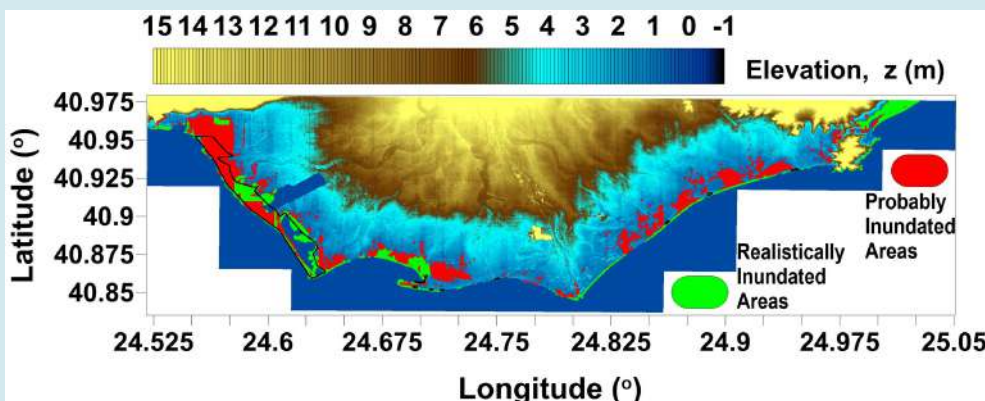 15 14 13 12 11 10 9 8 7 6 5 4 3 2 1 0 -1
Elevation, z (m)
Latitude (o)
40.975
40.95
40.925
40.9
40.875
40.85
Probably
Inundated
Areas
Realistically
Inundated
Areas
24.525 24.6 24.675 24.75 24.825 24.9 24.975 25.05
Longitude (o)